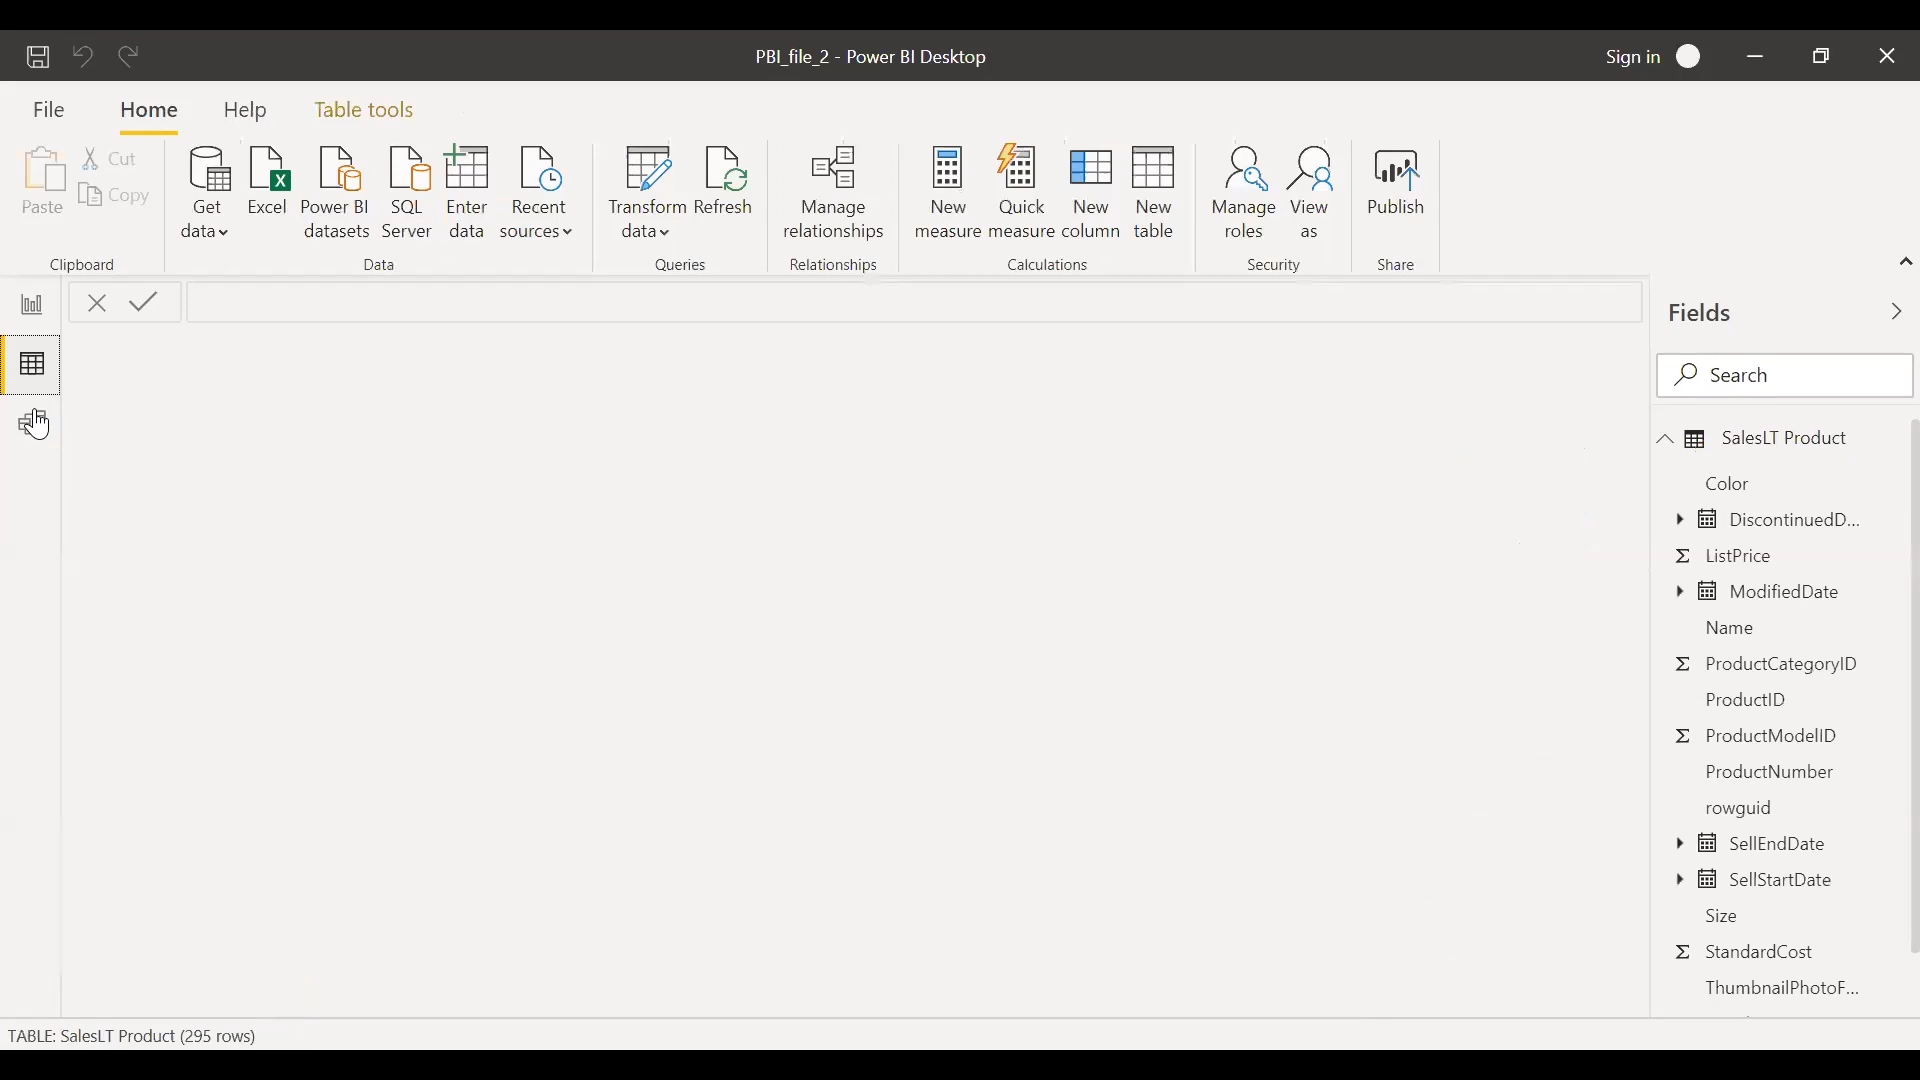 PBI_file_2 - Power BI Desktop
Sign in
File Home Help Table tools
Paste
Cut
Copy
Clipboard
Get data
Excel
Power BI datasets
SQL Server
Enter data
Recent sources
Data
Transform data
Refresh
Queries
Manage relationships
Relationships
New measure
Quick measure
New column
New table
Calculations
Manage roles
View as
Security
Publish
Share
Fields
Search
SalesLT Product
Color
DiscontinuedD...
Σ ListPrice
ModifiedDate
Name
Σ ProductCategoryID
ProductID
Σ ProductModelID
ProductNumber
rowguid
SellEndDate
SellStartDate
Size
Σ StandardCost
ThumbnailPhotoF...
TABLE: SalesLT Product (295 rows)